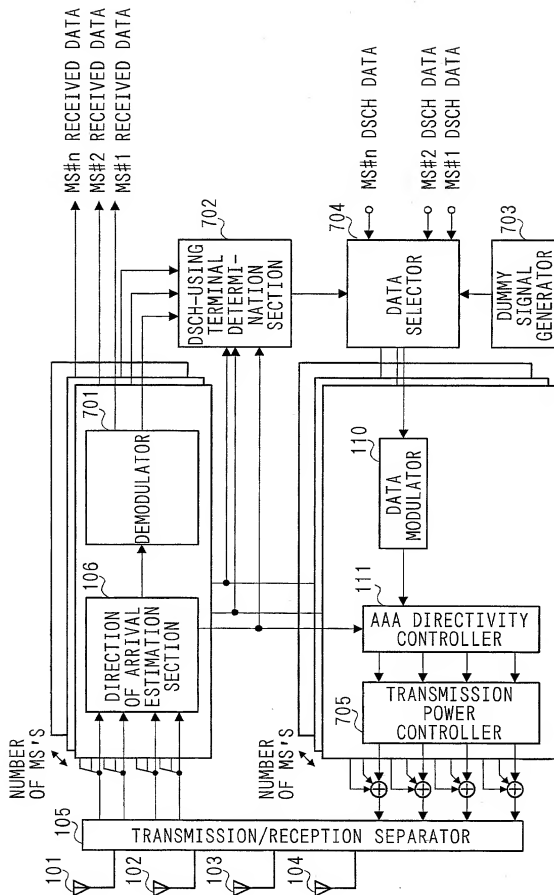 MS#n RECEIVED DATA
MS#2 RECEIVED DATA
MS#1 RECEIVED DATA
702
DSCH-USING
TERMINAL
DETERMI-
NATION
SECTION
704
DATA
SELECTOR
MS#n DSCH DATA
MS#2 DSCH DATA
MS#1 DSCH DATA
703
DUMMY
SIGNAL
GENERATOR
701
DEMODULATOR
110
DATA
MODULATOR
106
DIRECTION
OF ARRIVAL
ESTIMATION
SECTION
111
AAA DIRECTIVITY
CONTROLLER
705
TRANSMISSION
POWER
CONTROLLER
NUMBER
OF MS'S
NUMBER
OF MS'S
105
TRANSMISSION/RECEPTION SEPARATOR
101
102
103
104